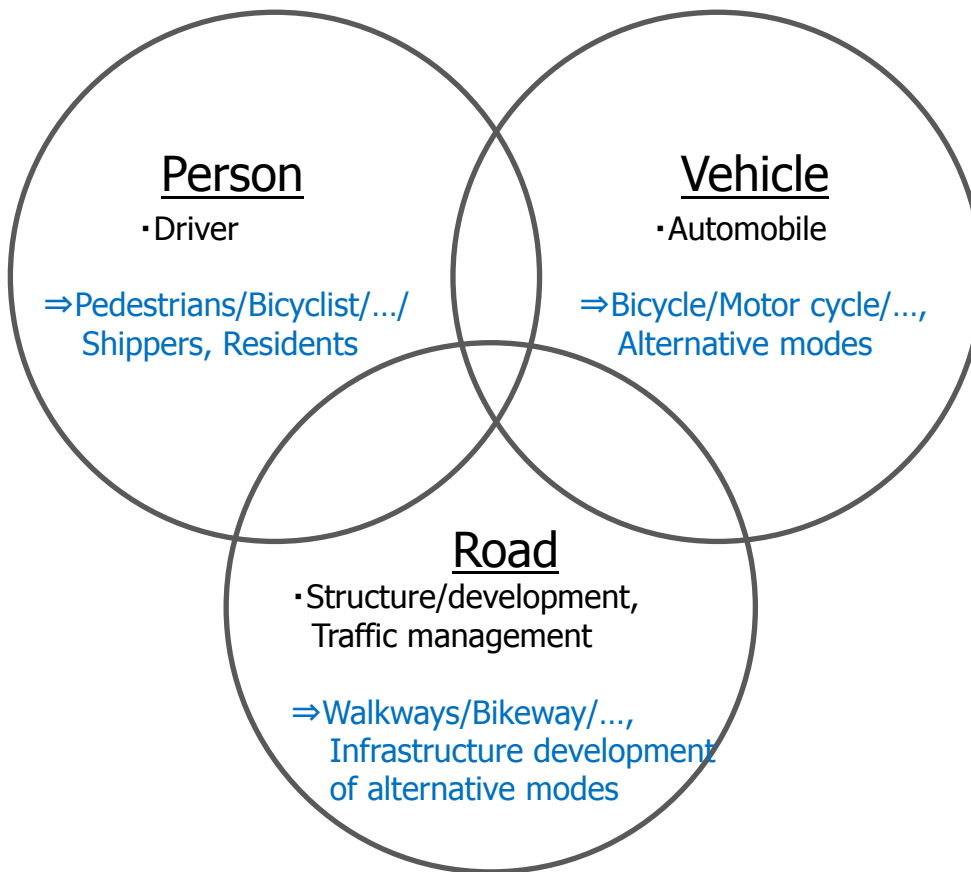 Person
・Driver
⇒Pedestrians/Bicyclist/…/
Shippers, Residents
Vehicle
・Automobile
⇒Bicycle/Motor cycle/…,
Alternative modes
Road
・Structure/development,
Traffic management
⇒Walkways/Bikeway/…,
Infrastructure development
of alternative modes